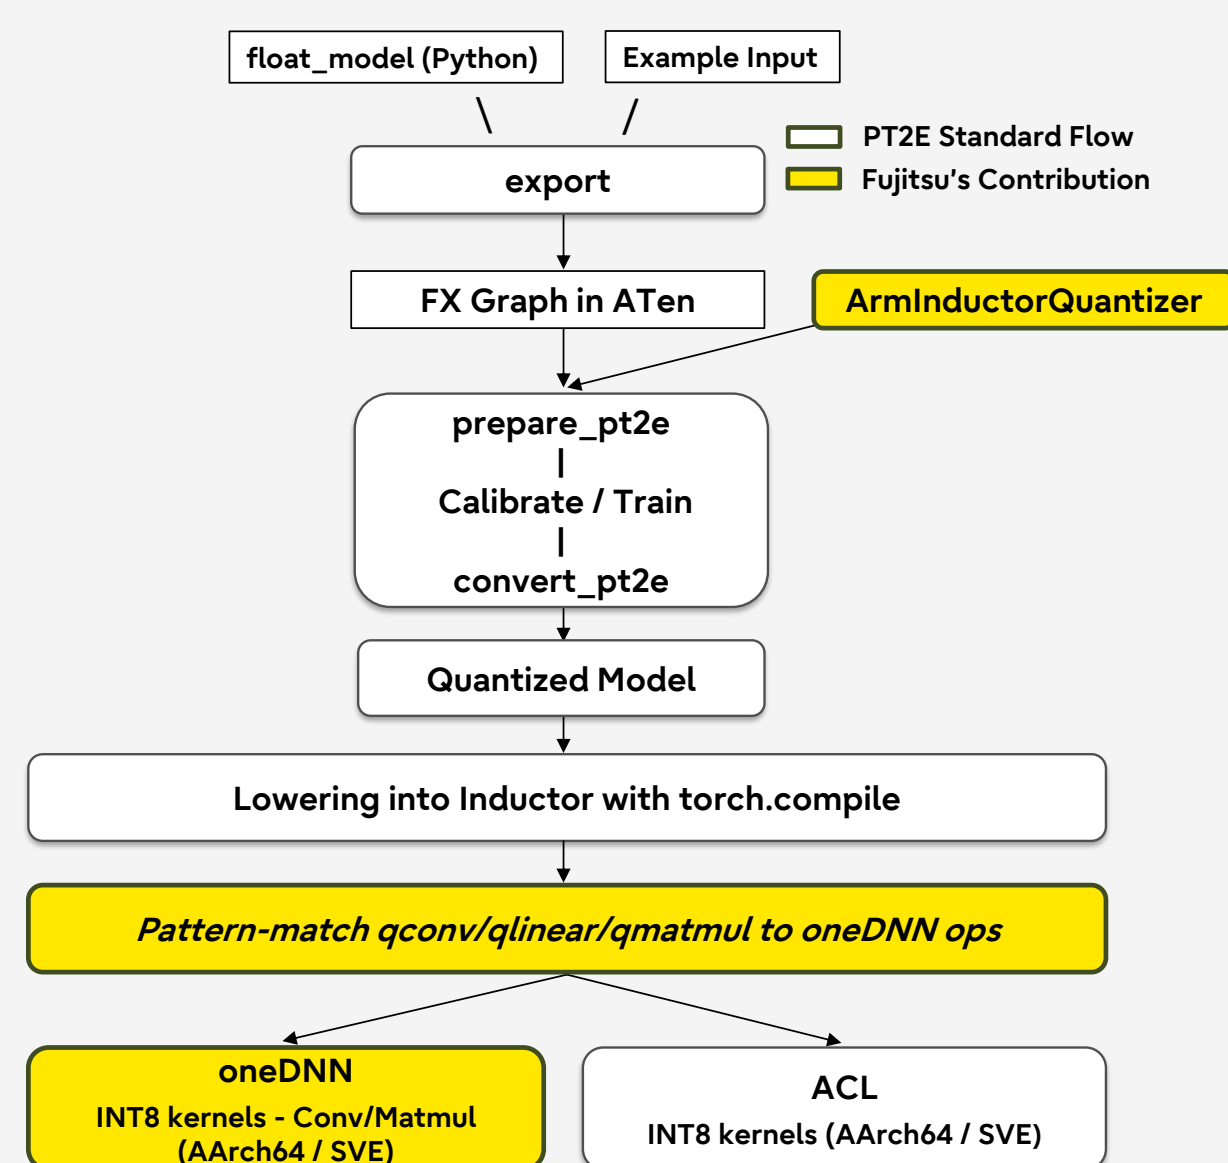 float_model (Python)
Example Input
PT2E Standard Flow
Fujitsu's Contribution
export
FX Graph in ATen
ArmInductorQuantizer
prepare_pt2e
Calibrate / Train
convert_pt2e
Quantized Model
Lowering into Inductor with torch.compile
Pattern-match qconv/qlinear/qmatmul to oneDNN ops
oneDNN
INT8 kernels - Conv/Matmul
(AArch64 / SVE)
ACL
INT8 kernels (AArch64 / SVE)